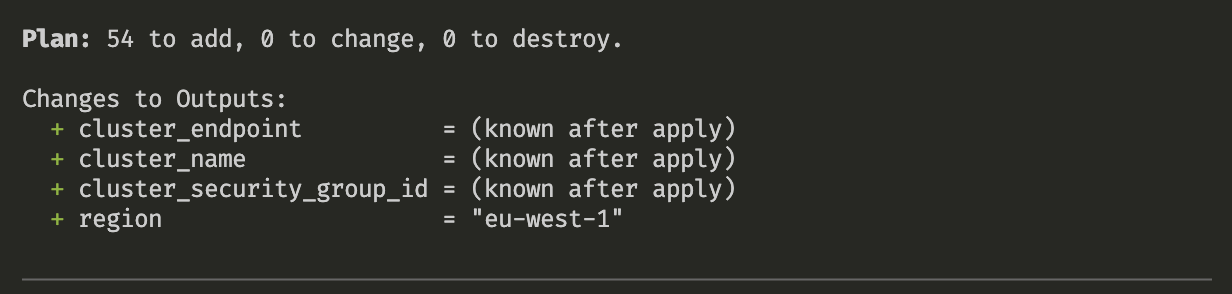 Plan: 54 to add, 0 to change, 0 to destroy.
Changes to Outputs:
  + cluster_endpoint          = (known after apply)
  + cluster_name              = (known after apply)
  + cluster_security_group_id = (known after apply)
  + region                    = "eu-west-1"